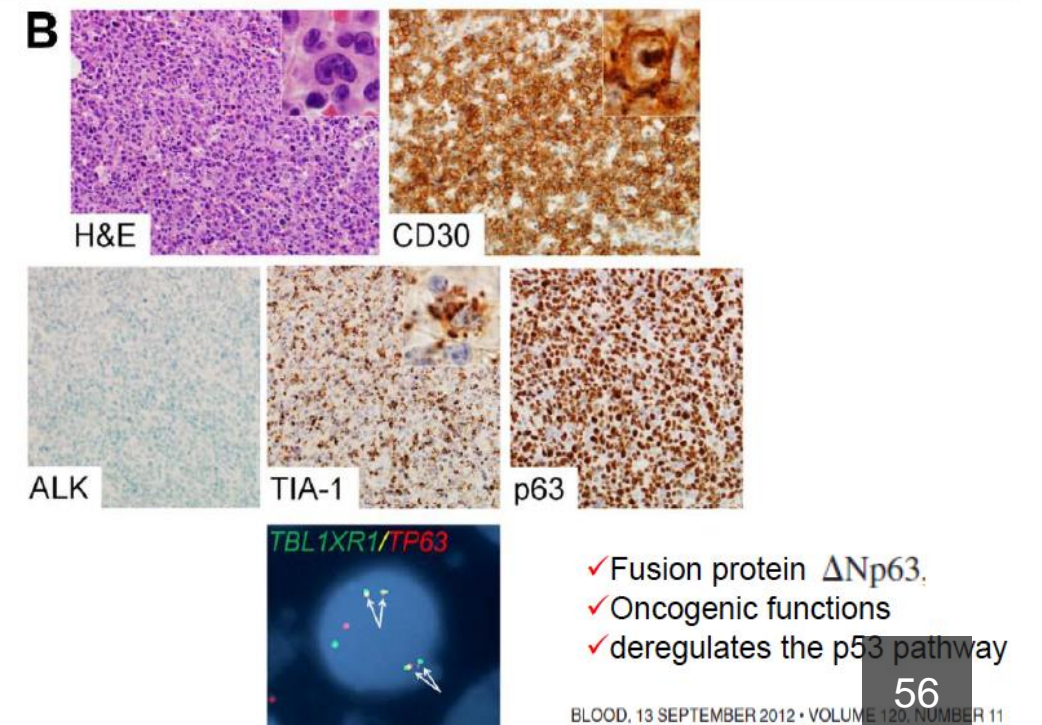 B
H&E
CD30
ALK
TIA-1
p63
TBL1XR1/TP63
✓Fusion protein ΔNp63.
✓Oncogenic functions
✓deregulates the p53 pathway
56
BLOOD, 13 SEPTEMBER 2012 • VOLUME 120, NUMBER 11